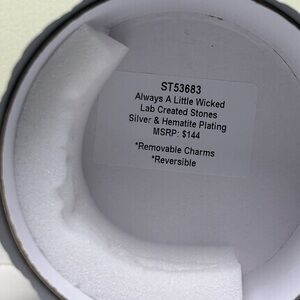 ST53683
Always A Little Wicked
Lab Created Stones
Silver & Hematite Plating
MSRP: $144
*Removable Charms
*Reversible